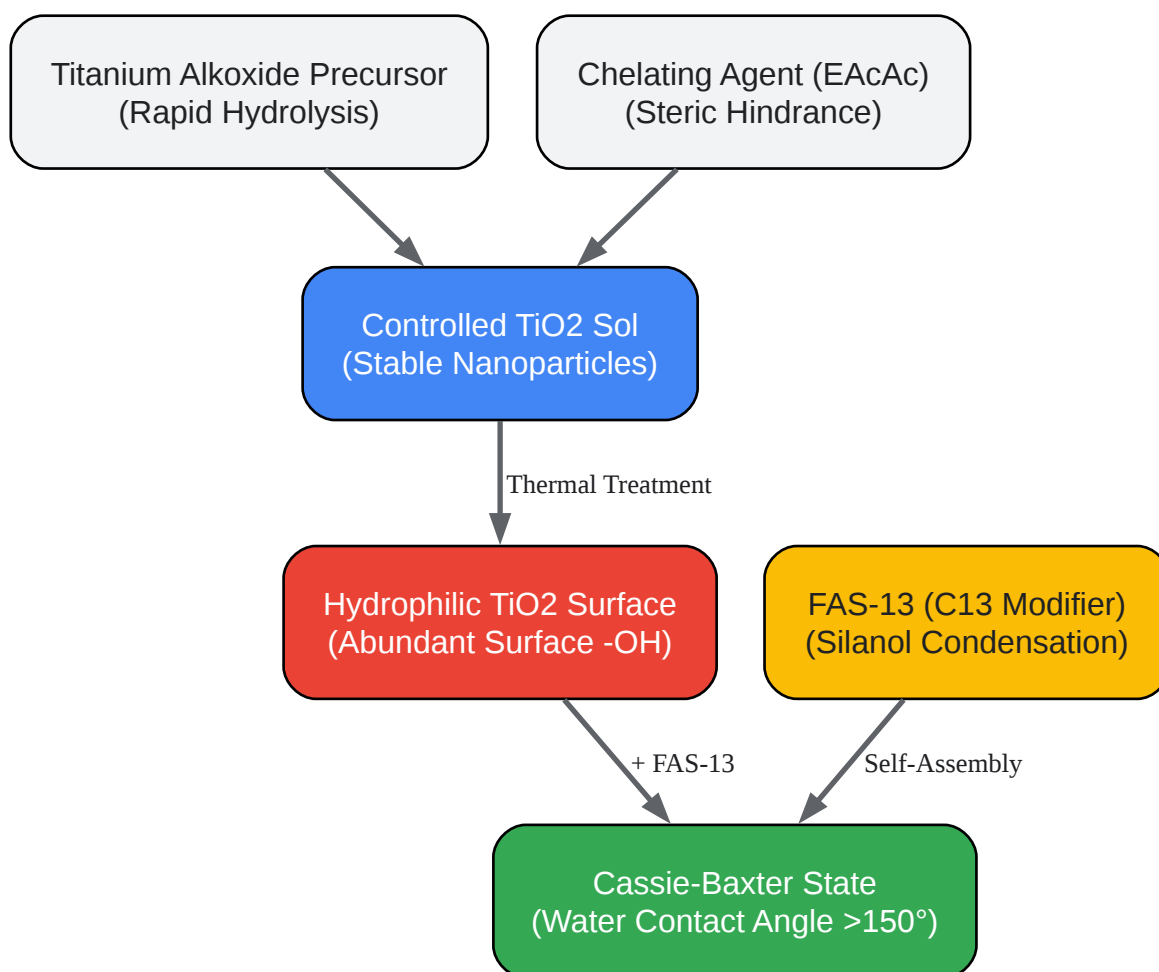 Titanium Alkoxide Precursor
(Rapid Hydrolysis)
Chelating Agent (EAcAc)
(Steric Hindrance)
Controlled TiO2 Sol
(Stable Nanoparticles)
Thermal Treatment
Hydrophilic TiO2 Surface
(Abundant Surface -OH)
FAS-13 (C13 Modifier)
(Silanol Condensation)
+ FAS-13
Self-Assembly
Cassie-Baxter State
(Water Contact Angle >150°)